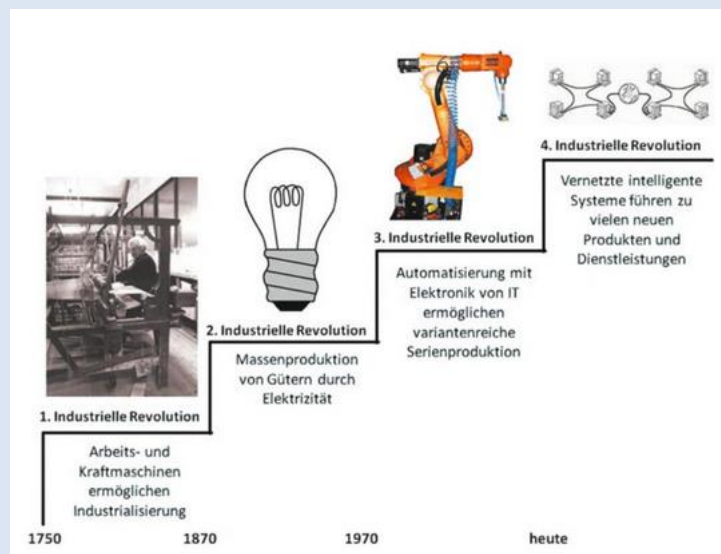 4. Industrielle Revolution
Vernetzte intelligente
Systeme führen zu
vielen neuen
Produkten und
Dienstleistungen
3. Industrielle Revolution
Automatisierung mit
Elektronik von IT
ermöglichen
variantenreiche
Serienproduktion
2. Industrielle Revolution
Massenproduktion
von Gütern durch
Elektrizität
1. Industrielle Revolution
Arbeits- und
Kraftmaschinen
ermöglichen
Industrialisierung
1750 1870 1970 heute